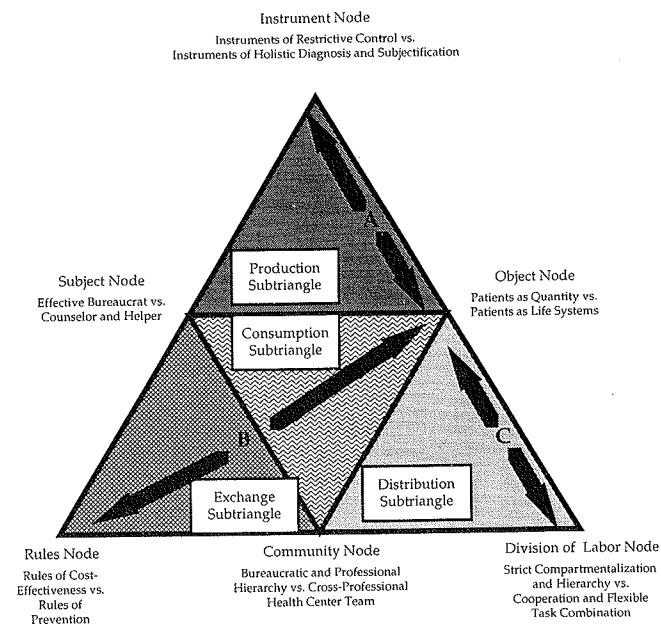 Instrument Node
Instruments of Restrictive Control vs.
Instruments of Holistic Diagnosis and Subjectification
A
Production
Subtriangle
Subject Node
Effective Bureaucrat vs.
Counselor and Helper
Object Node
Patients as Quantity vs.
Patients as Life Systems
Consumption
Subtriangle
B
C
Exchange
Subtriangle
Distribution
Subtriangle
Rules Node
Rules of Cost-
Effectiveness vs.
Rules of
Prevention
Community Node
Bureaucratic and Professional
Hierarchy vs. Cross-Professional
Health Center Team
Division of Labor Node
Strict Compartmentalization
and Hierarchy vs.
Cooperation and Flexible
Task Combination